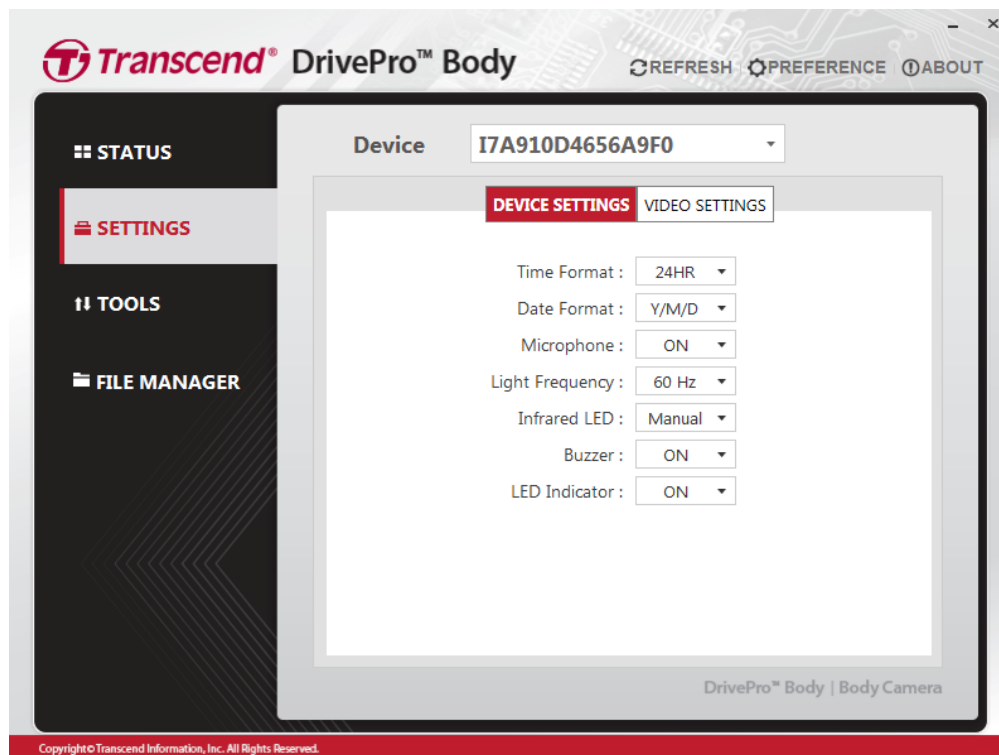 Transcend® DrivePro™ Body
REFRESH PREFERENCE ABOUT
STATUS
SETTINGS
TOOLS
FILE MANAGER
Device I7A910D4656A9F0
DEVICE SETTINGS VIDEO SETTINGS
Time Format : 24HR
Date Format : Y/M/D
Microphone : ON
Light Frequency : 60 Hz
Infrared LED : Manual
Buzzer : ON
LED Indicator : ON
DrivePro™ Body | Body Camera
Copyright©Transcend Information, Inc. All Rights Reserved.